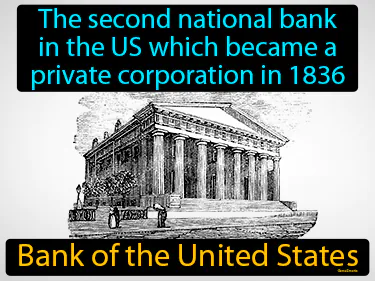 The second national bank
in the US which became a
private corporation in 1836
Bank of the United States